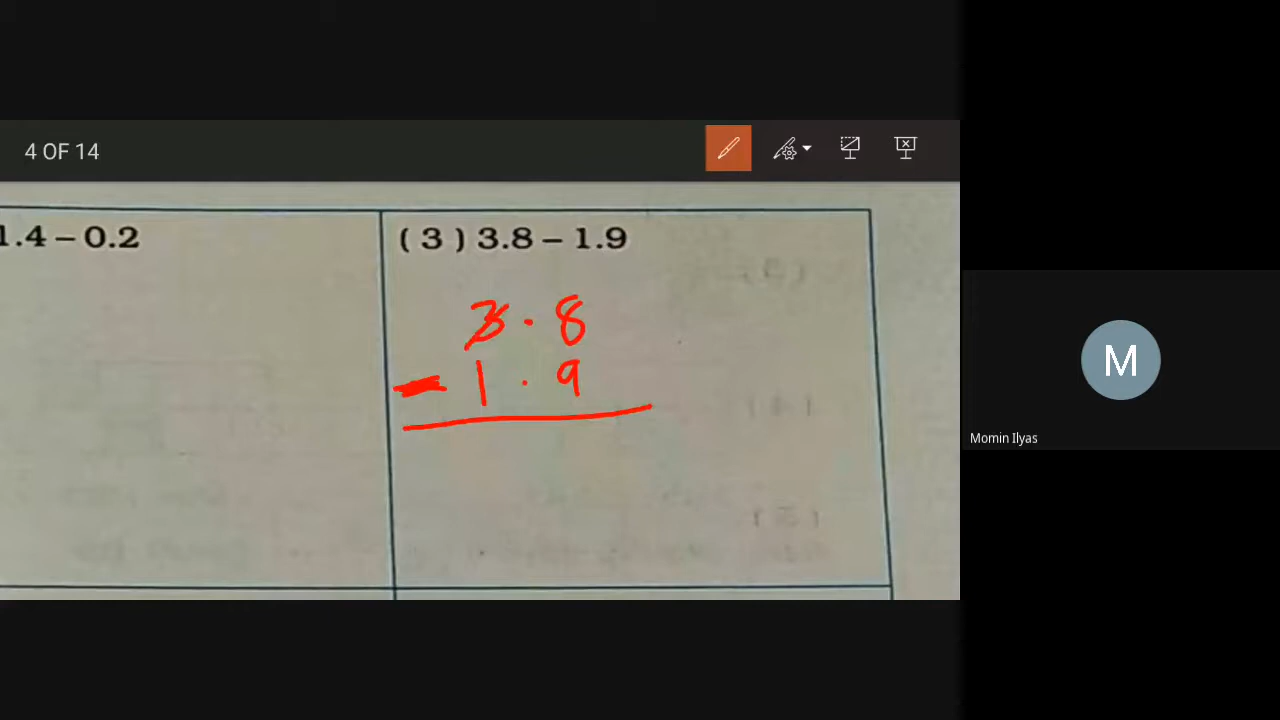 4 OF 14
1.4 – 0.2
( 3 ) 3.8 – 1.9
3 . 8
– 1 . 9
M
Momin Ilyas